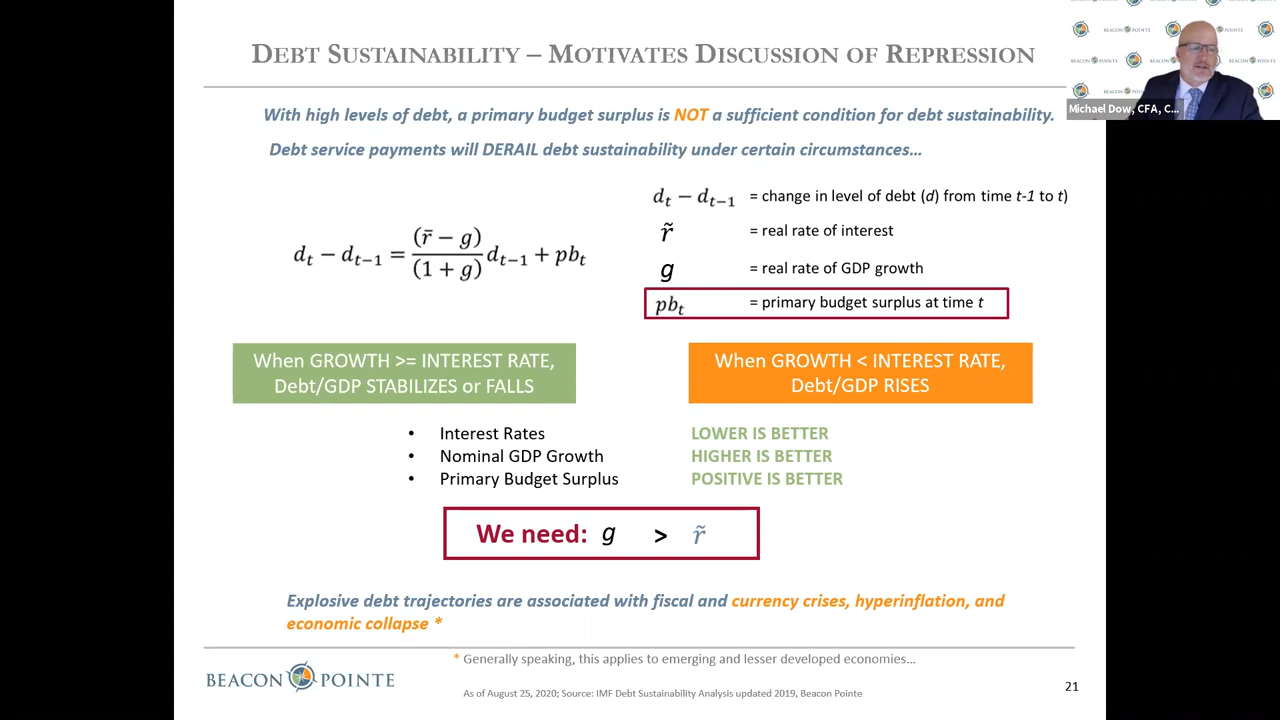 DEBT SUSTAINABILITY – MOTIVATES DISCUSSION OF REPRESSION
BEACON POINTE
Michael Dow, CFA, C...
With high levels of debt, a primary budget surplus is NOT a sufficient condition for debt sustainability.
Debt service payments will DERAIL debt sustainability under certain circumstances...
d_t − d_{t−1} = (r̄ − g)/(1 + g) d_{t−1} + pb_t
d_t − d_{t−1} = change in level of debt (d) from time t-1 to t)
r̃ = real rate of interest
g = real rate of GDP growth
pb_t = primary budget surplus at time t
When GROWTH >= INTEREST RATE,
Debt/GDP STABILIZES or FALLS
When GROWTH < INTEREST RATE,
Debt/GDP RISES
• Interest Rates LOWER IS BETTER
• Nominal GDP Growth HIGHER IS BETTER
• Primary Budget Surplus POSITIVE IS BETTER
We need: g > r̃
Explosive debt trajectories are associated with fiscal and currency crises, hyperinflation, and
economic collapse *
* Generally speaking, this applies to emerging and lesser developed economies...
BEACON POINTE
As of August 25, 2020; Source: IMF Debt Sustainability Analysis updated 2019, Beacon Pointe
21